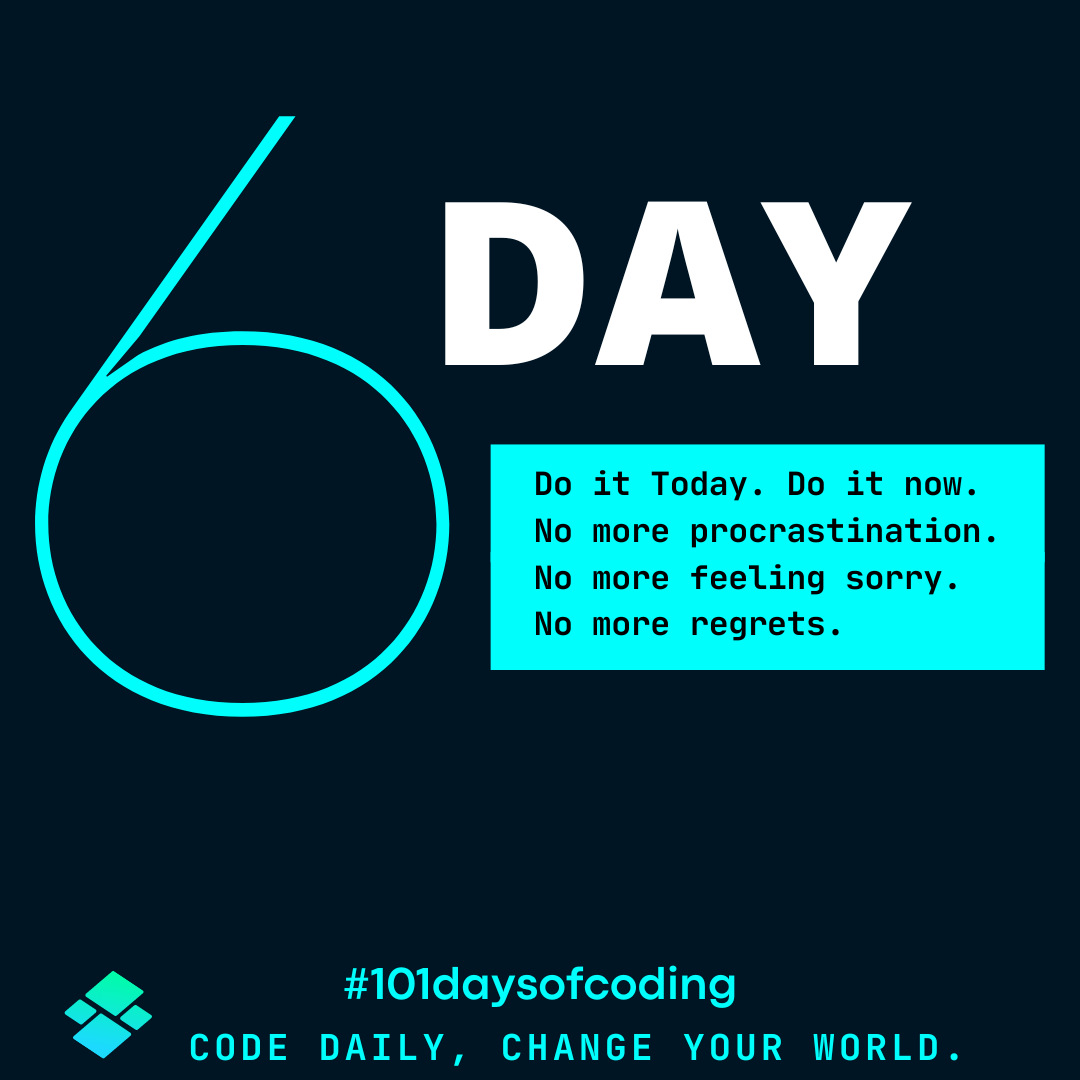 6
DAY
Do it Today. Do it now.
No more procrastination.
No more feeling sorry.
No more regrets.
#101daysofcoding
CODE DAILY, CHANGE YOUR WORLD.